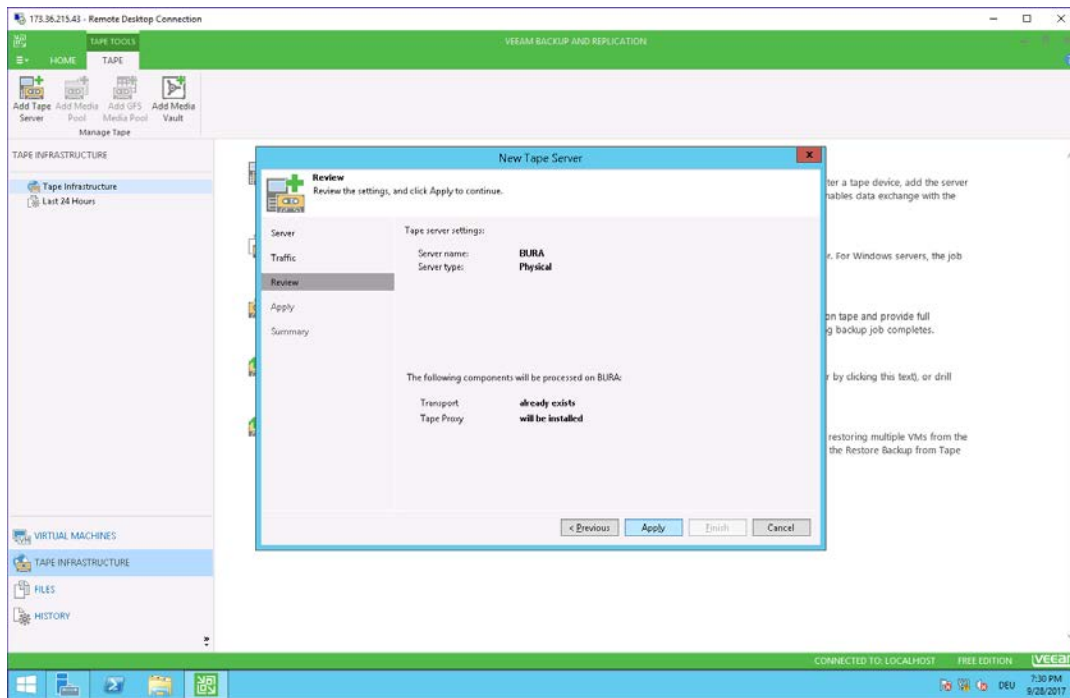 173.36.215.43 - Remote Desktop Connection
TAPE TOOLS
VEEAM BACKUP AND REPLICATION
HOME
TAPE
Add Tape Server
Add Media Pool
Add GFS Media Pool
Add Media Vault
Manage Tape
TAPE INFRASTRUCTURE
Tape Infrastructure
Last 24 Hours
New Tape Server
Review
Review the settings, and click Apply to continue.
Server
Traffic
Review
Apply
Summary
Tape server settings:
Server name: BURA
Server type: Physical
The following components will be processed on BURA:
Transport already exists
Tape Proxy will be installed
< Previous
Apply
Finish
Cancel
ter a tape device, add the server
nables data exchange with the
r. For Windows servers, the job
on tape and provide full
g backup job completes.
r by clicking this text), or drill
restoring multiple VMs from the
the Restore Backup from Tape
VIRTUAL MACHINES
TAPE INFRASTRUCTURE
FILES
HISTORY
CONNECTED TO: LOCALHOST
FREE EDITION
VEEAM
DEU
7:30 PM
9/28/2017